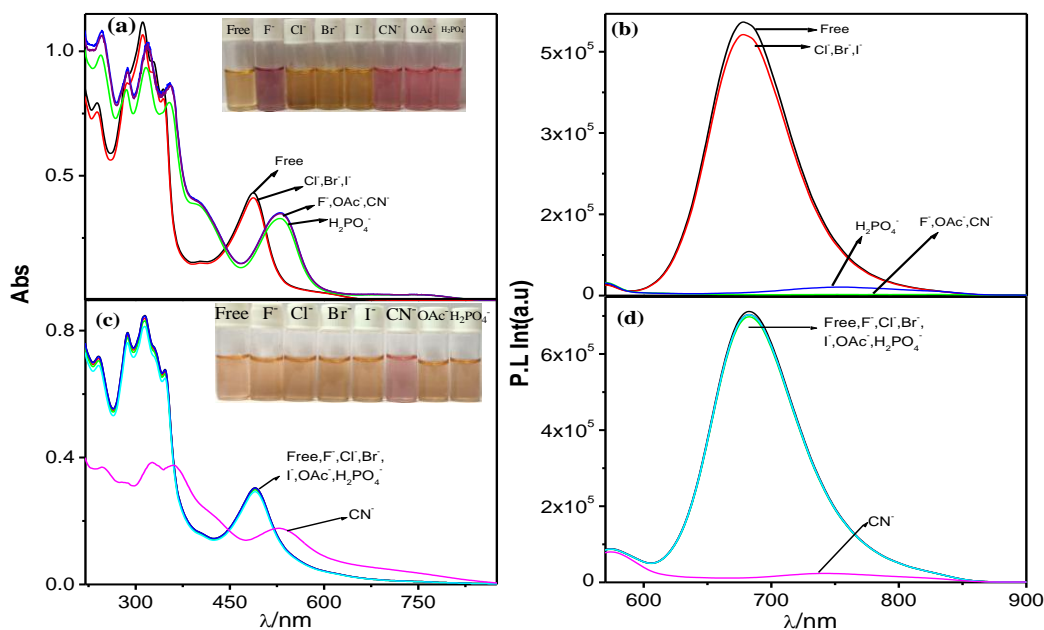 (a)
Free F⁻ Cl⁻ Br⁻ I⁻ CN⁻ OAc⁻ H₂PO₄⁻
1.0
0.5
Free
Cl⁻,Br⁻,I⁻
F⁻,OAc⁻,CN⁻
H₂PO₄⁻
Abs
(c)
Free F⁻ Cl⁻ Br⁻ I⁻ CN⁻ OAc⁻ H₂PO₄⁻
0.8
0.4
0.0
Free,F⁻,Cl⁻,Br⁻,
I⁻,OAc⁻,H₂PO₄⁻
CN⁻
300 450 600 750
λ/nm
(b)
5x10⁵
3x10⁵
2x10⁵
0
Free
Cl⁻,Br⁻,I⁻
H₂PO₄⁻
F⁻,OAc⁻,CN⁻
P.L Int(a.u)
(d)
6x10⁵
4x10⁵
2x10⁵
0
Free,F⁻,Cl⁻,Br⁻,
I⁻,OAc⁻,H₂PO₄⁻
CN⁻
600 700 800 900
λ/nm